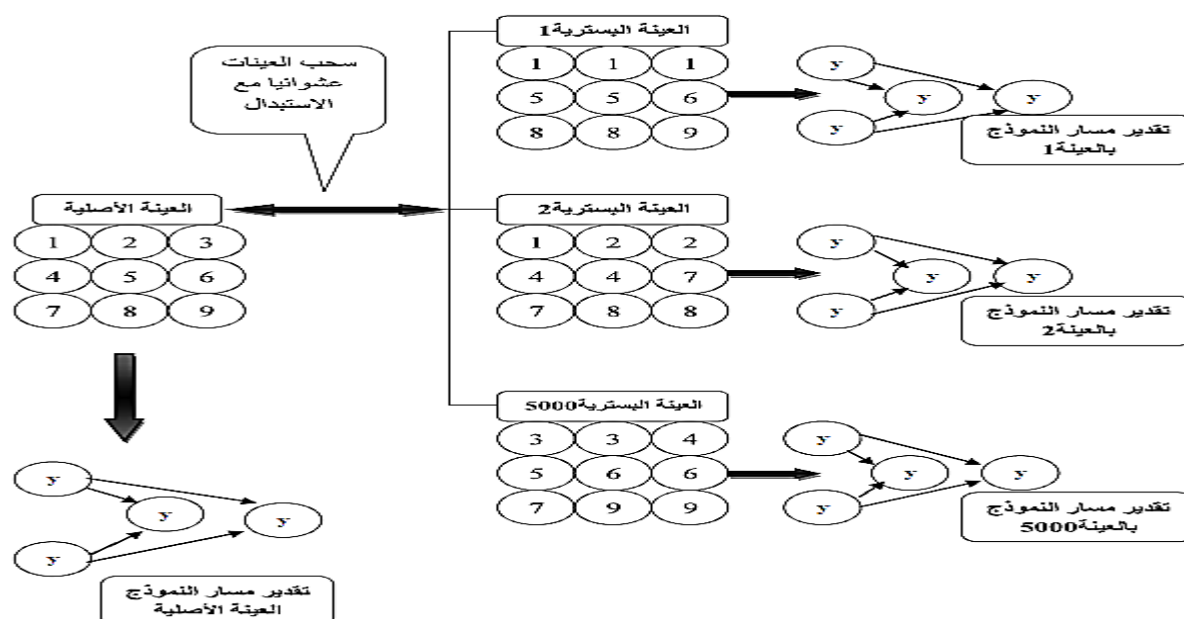 سحب العينات
عشوائيا مع
الاستبدال
العينة الأصلية
1 2 3
4 5 6
7 8 9
y
y
y
y
تقدير مسار النموذج
العينة الأصلية
العينة البسترية1
1 1 1
5 5 6
8 8 9
y
y
y
y
تقدير مسار النموذج
بالعينة1
العينة البسترية2
1 2 2
4 4 7
7 8 8
y
y
y
y
تقدير مسار النموذج
بالعينة2
العينة البسترية5000
3 3 4
5 6 6
7 9 9
y
y
y
y
تقدير مسار النموذج
بالعينة5000